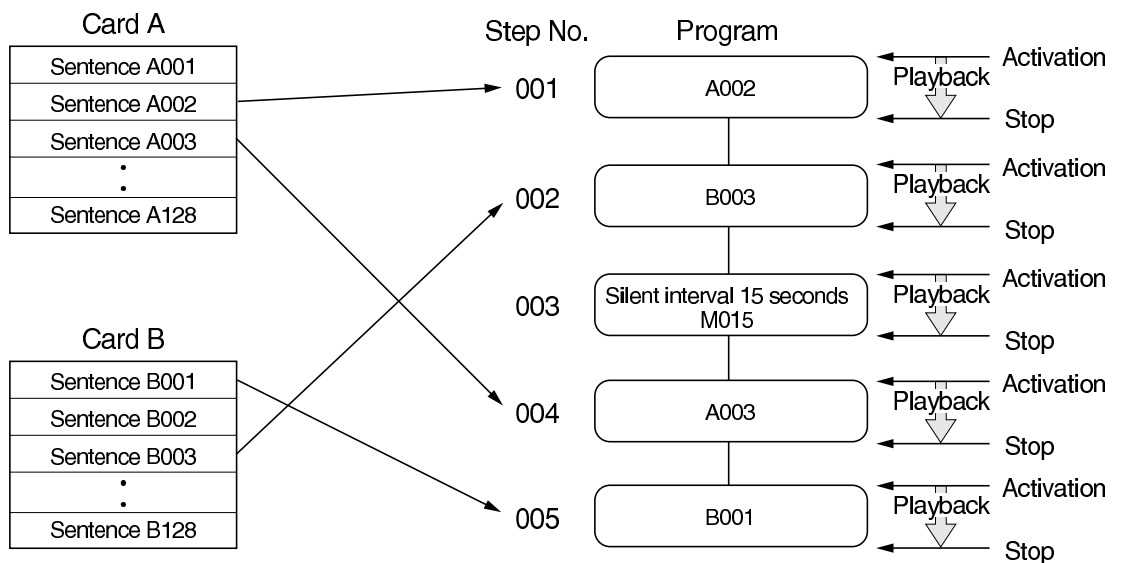 Card A
Sentence A001
Sentence A002
Sentence A003
Sentence A128
Card B
Sentence B001
Sentence B002
Sentence B003
Sentence B128
Step No. Program
001 A002 Activation
Playback
Stop
002 B003 Activation
Playback
Stop
003 Silent interval 15 seconds
M015 Activation
Playback
Stop
004 A003 Activation
Playback
Stop
005 B001 Activation
Playback
Stop